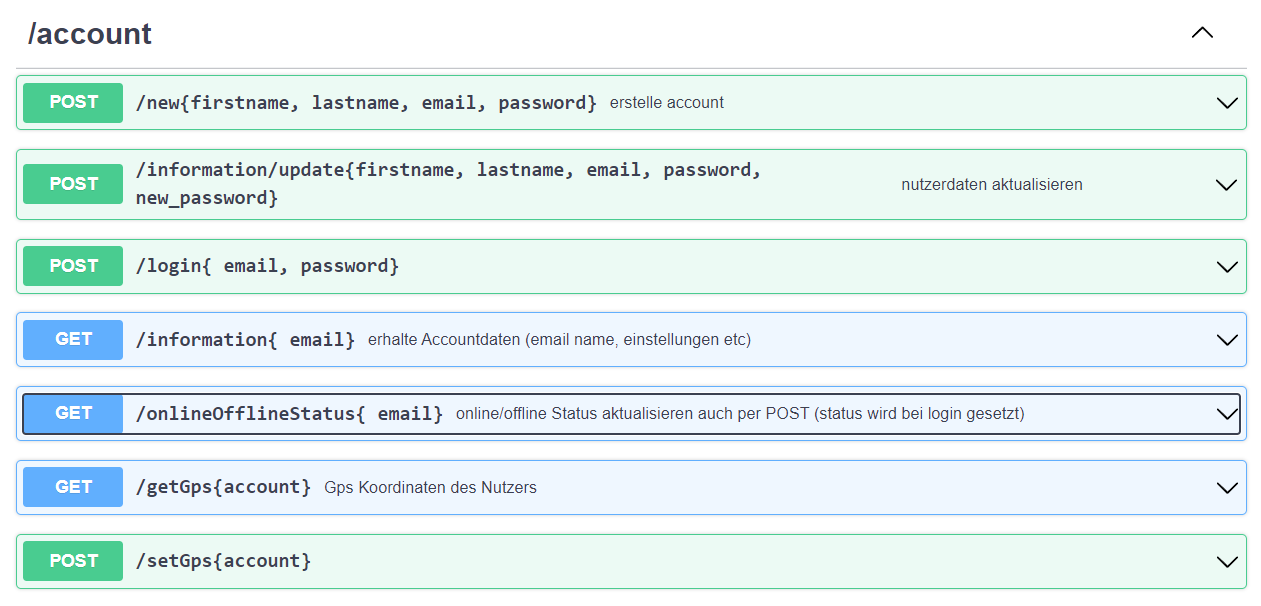 /account
POST /new{firstname, lastname, email, password} erstelle account
POST /information/update{firstname, lastname, email, password,
new_password} nutzerdaten aktualisieren
POST /login{ email, password}
GET /information{ email} erhalte Accountdaten (email name, einstellungen etc)
GET /onlineOfflineStatus{ email} online/offline Status aktualisieren auch per POST (status wird bei login gesetzt)
GET /getGps{account} Gps Koordinaten des Nutzers
POST /setGps{account}